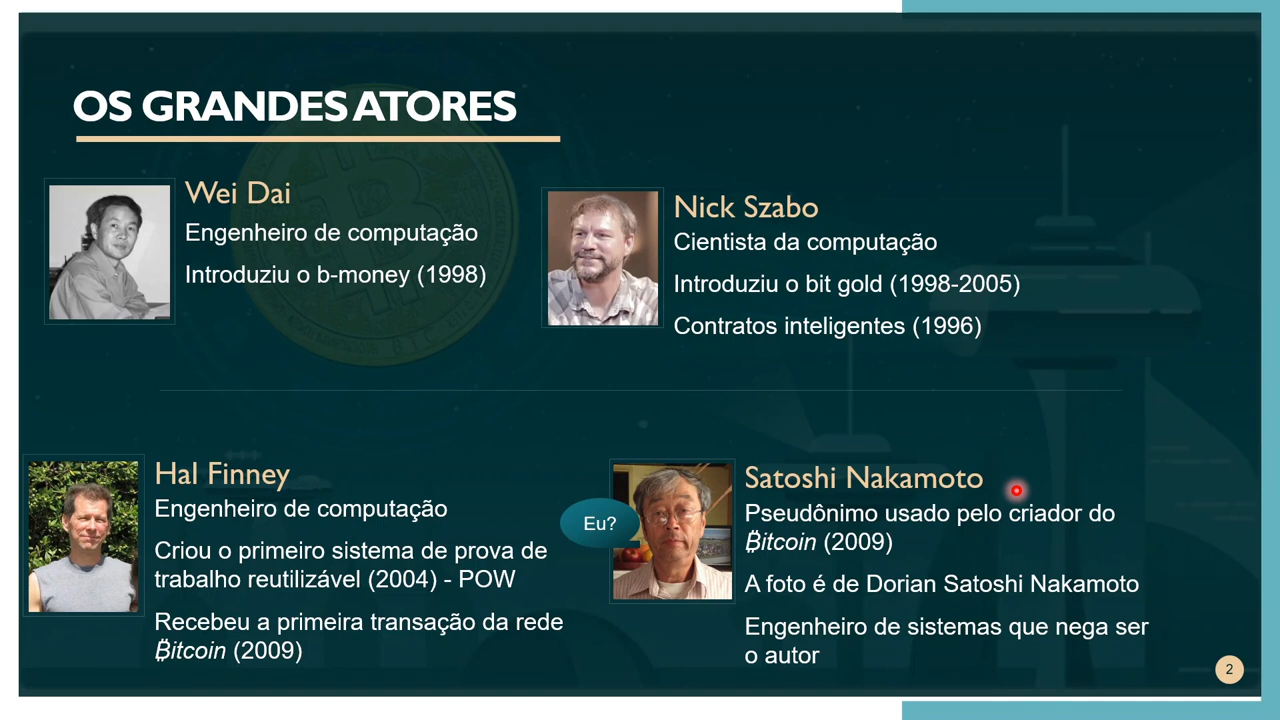 OS GRANDES ATORES
Wei Dai
Engenheiro de computação
Introduziu o b-money (1998)
Nick Szabo
Cientista da computação
Introduziu o bit gold (1998-2005)
Contratos inteligentes (1996)
Hal Finney
Engenheiro de computação
Criou o primeiro sistema de prova de
trabalho reutilizável (2004) - POW
Recebeu a primeira transação da rede
₿itcoin (2009)
Eu?
Satoshi Nakamoto
Pseudônimo usado pelo criador do
₿itcoin (2009)
A foto é de Dorian Satoshi Nakamoto
Engenheiro de sistemas que nega ser
o autor
2